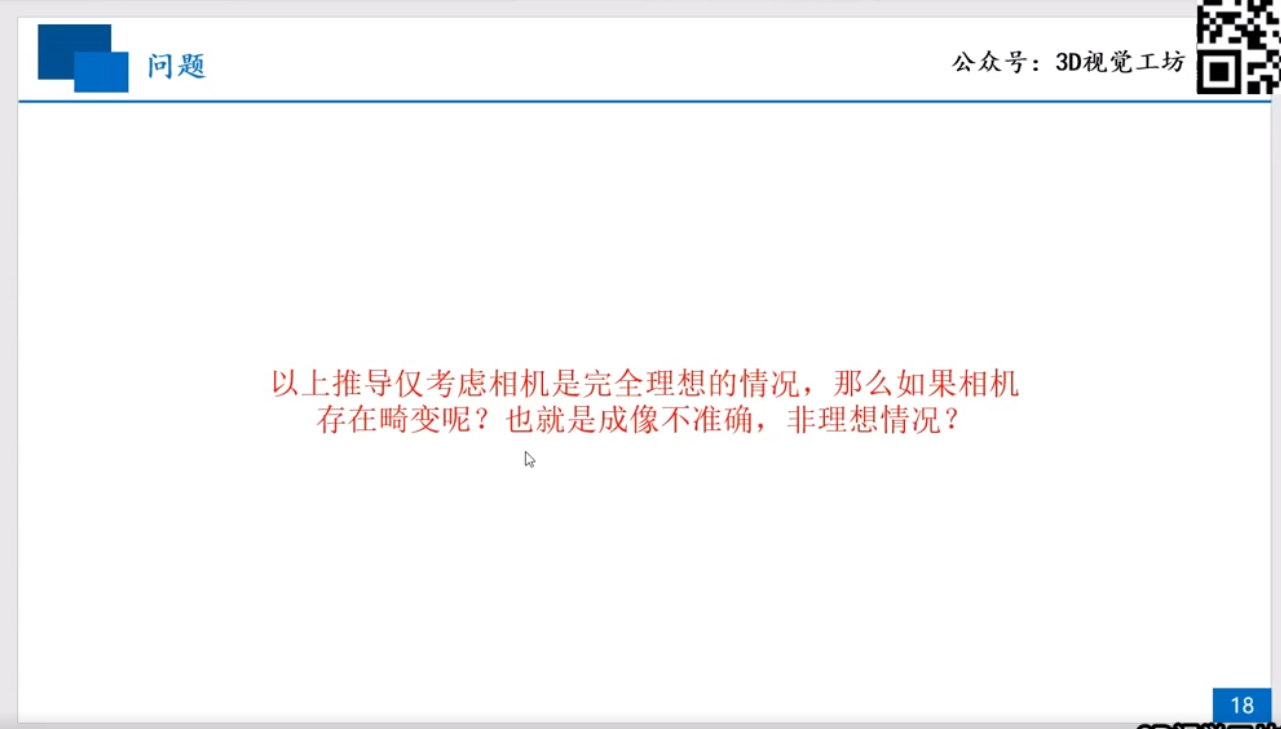 问题
公众号：3D视觉工坊
以上推导仅考虑相机是完全理想的情况，那么如果相机
存在畸变呢？也就是成像不准确，非理想情况？
18